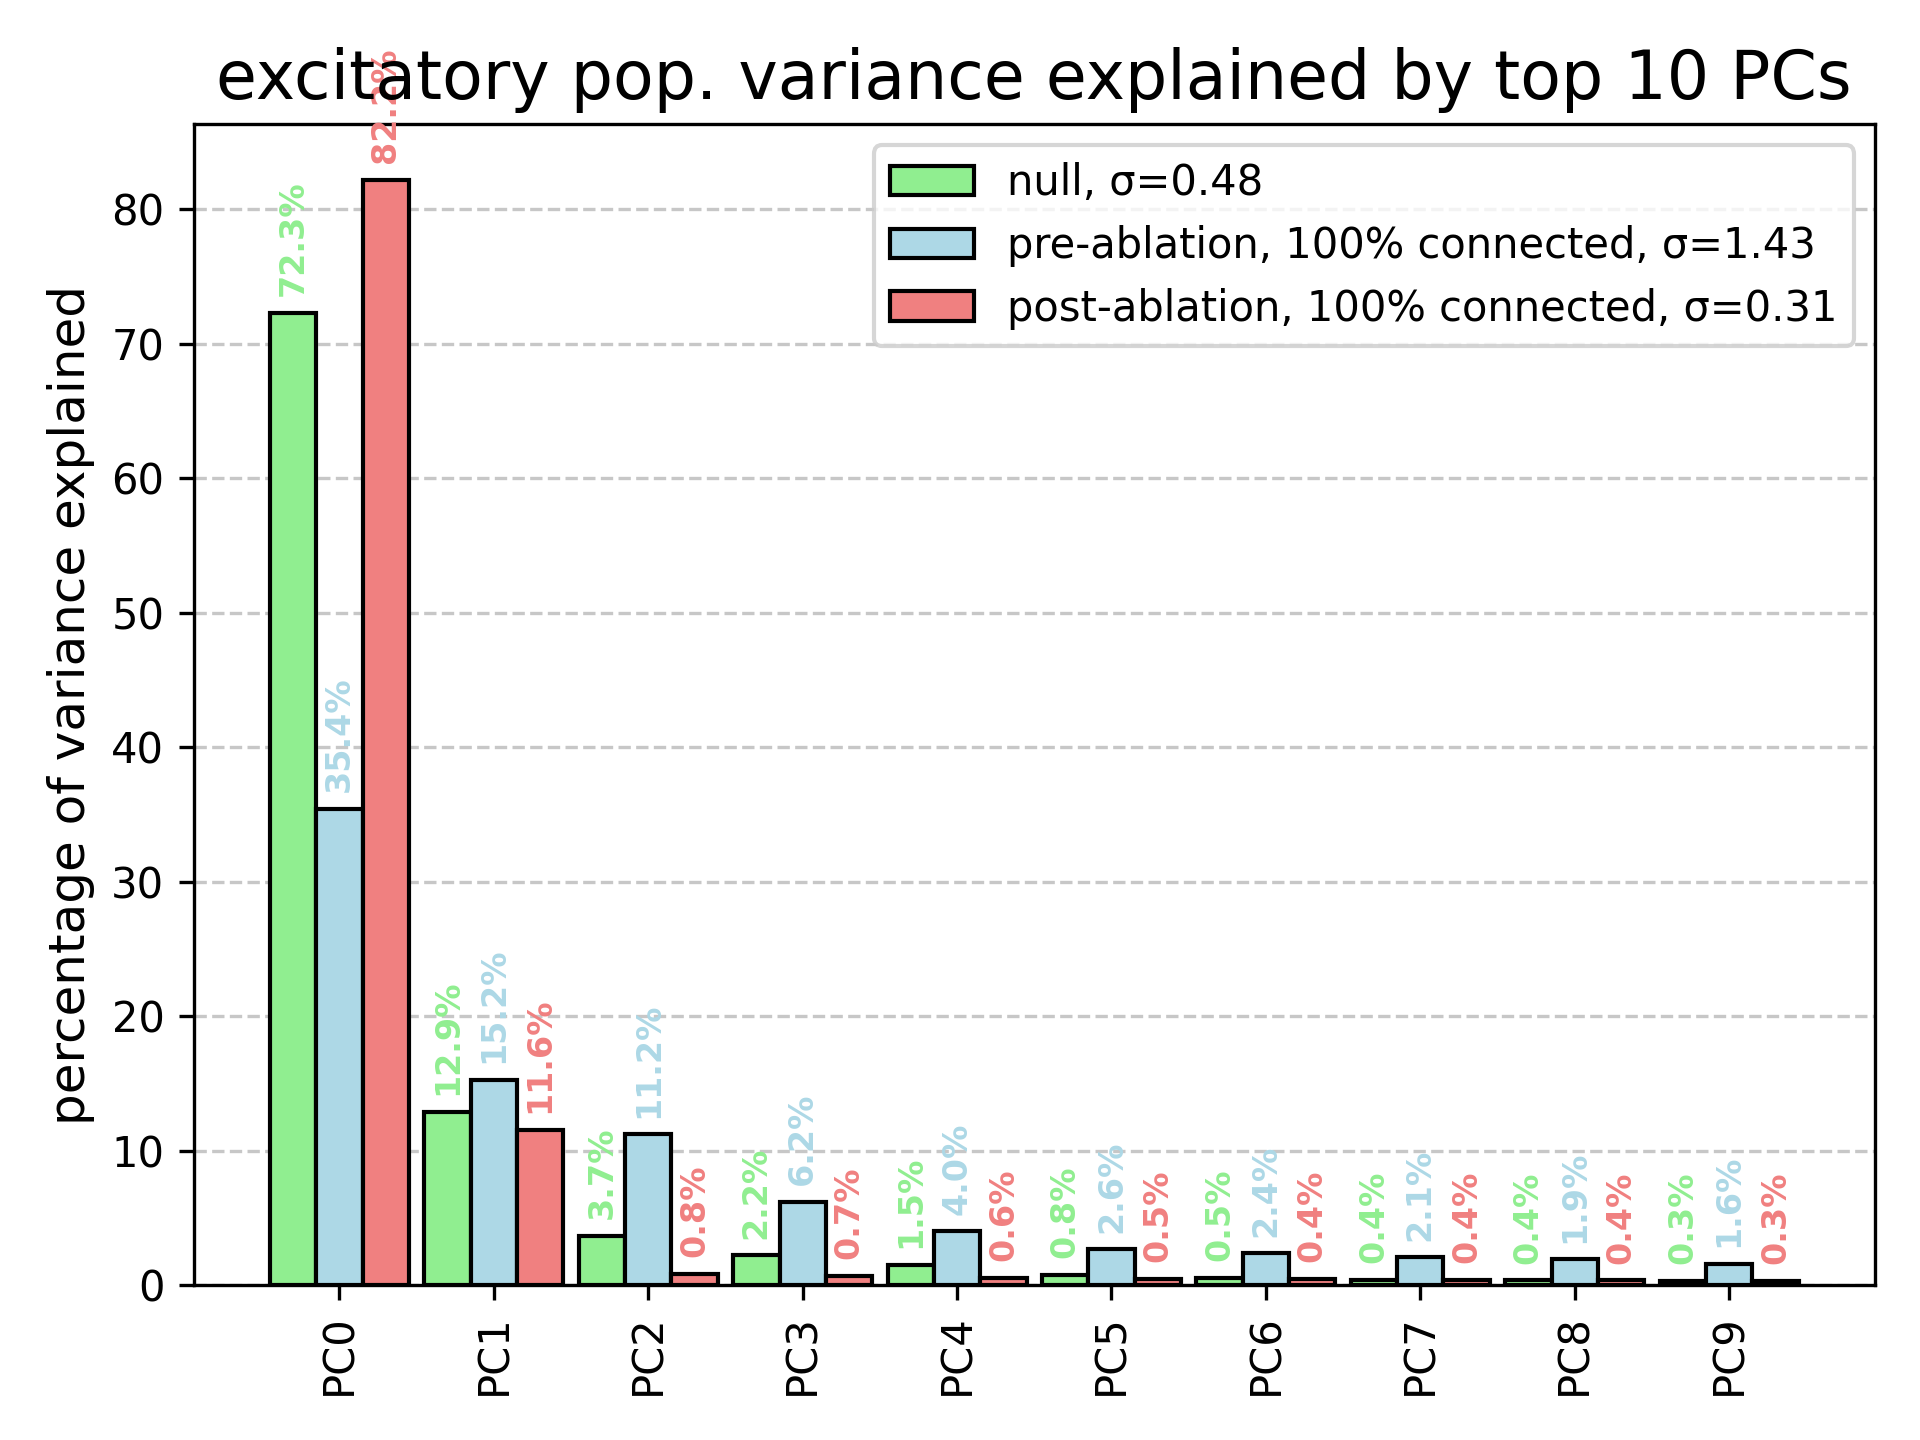 excitatory pop. variance explained by top 10 PCs
null, σ=0.48
pre-ablation, 100% connected, σ=1.43
post-ablation, 100% connected, σ=0.31
percentage of variance explained
80
70
60
50
40
30
20
10
0
72.3%
35.4%
82.2%
12.9%
15.2%
11.6%
3.7%
11.2%
0.8%
2.2%
6.2%
0.7%
1.5%
4.0%
0.6%
0.8%
2.6%
0.5%
0.5%
2.4%
0.4%
0.4%
2.1%
0.4%
0.4%
1.9%
0.4%
0.3%
1.6%
0.3%
PC0
PC1
PC2
PC3
PC4
PC5
PC6
PC7
PC8
PC9